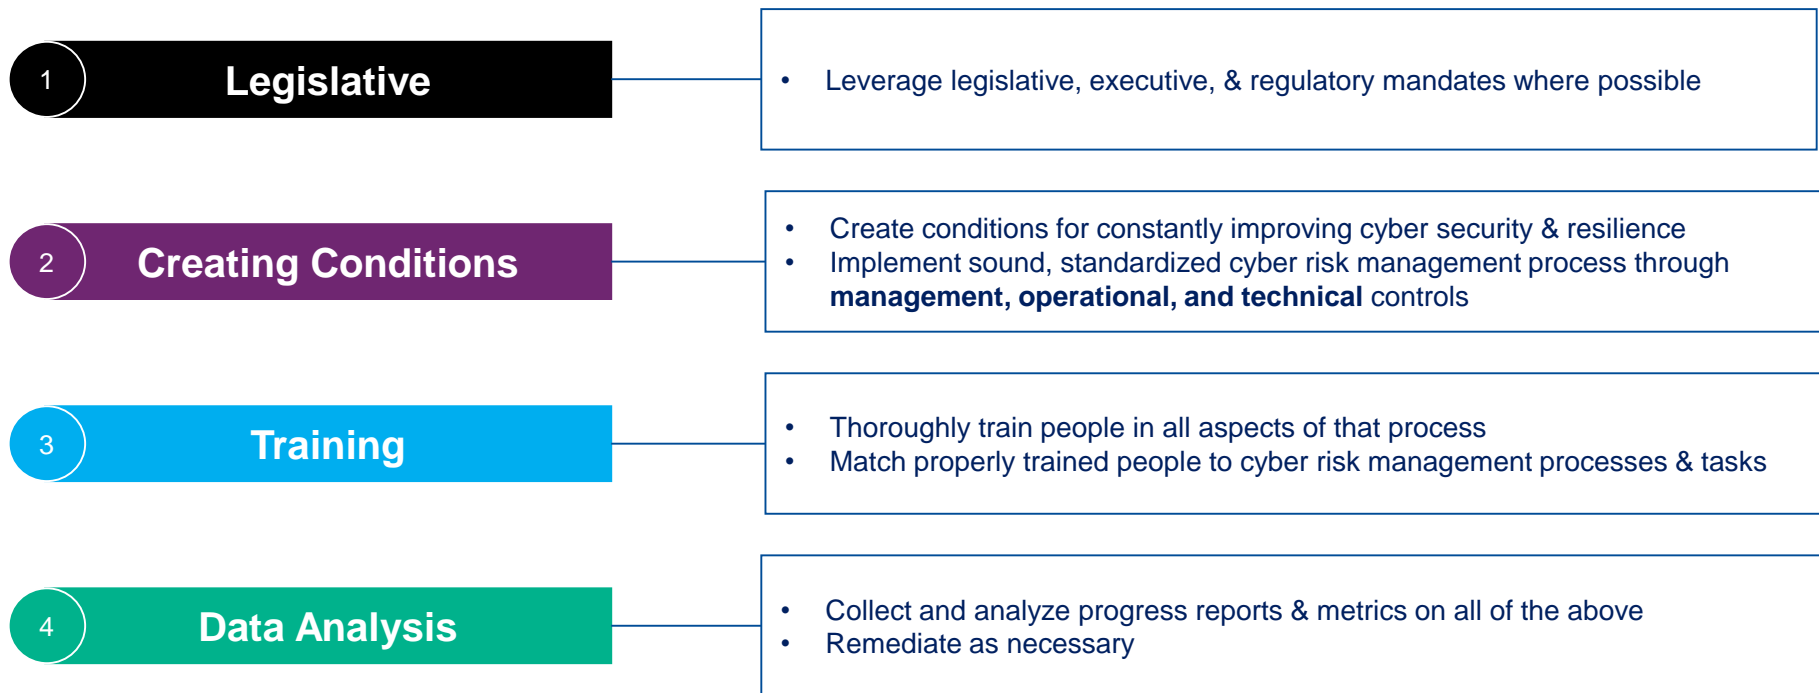 1
Legislative
• Leverage legislative, executive, & regulatory mandates where possible
2
Creating Conditions
• Create conditions for constantly improving cyber security & resilience
• Implement sound, standardized cyber risk management process through
management, operational, and technical controls
3
Training
• Thoroughly train people in all aspects of that process
• Match properly trained people to cyber risk management processes & tasks
4
Data Analysis
• Collect and analyze progress reports & metrics on all of the above
• Remediate as necessary